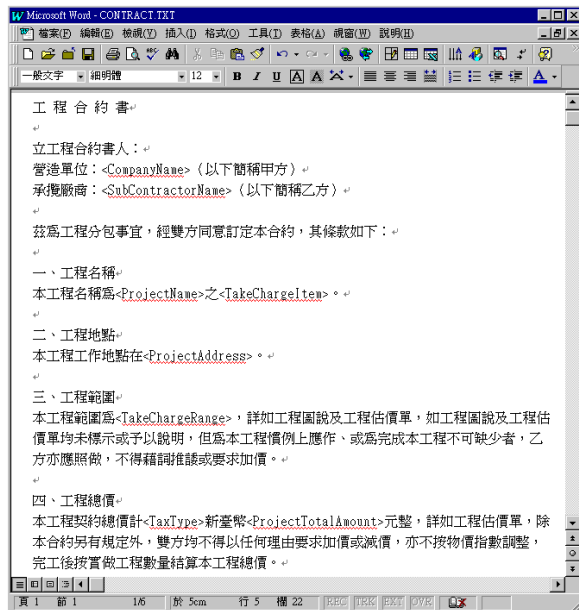 Microsoft Word - CONTRACT.TXT
檔案(F) 編輯(E) 檢視(V) 插入(I) 格式(O) 工具(T) 表格(A) 視窗(W) 說明(H)
一般文字 細明體 12 B I U A A A
工 程 合 約 書
立工程合約書人：
營造單位：<CompanyName>（以下簡稱甲方）
承攬廠商：<SubContractorName>（以下簡稱乙方）
茲為工程分包事宜，經雙方同意訂定本合約，其條款如下：
一、工程名稱
本工程名稱為<ProjectName>之<TakeChargeItem>。
二、工程地點
本工程工作地點在<ProjectAddress>。
三、工程範圍
本工程範圍為<TakeChargeRange>，詳如工程圖說及工程估價單，如工程圖說及工程估
價單均未標示或予以說明，但為本工程慣例上應作、或為完成本工程不可缺少者，乙
方亦應照做，不得藉詞推諉或要求加價。
四、工程總價
本工程契約總價計<TaxType>新臺幣<ProjectTotalAmount>元整，詳如工程估價單，除
本合約另有規定外，雙方均不得以任何理由要求加價或減價，亦不按物價指數調整，
完工後按實做工程數量結算本工程總價。
頁 1 節 1 1/6 於 5cm 行 5 欄 22 REC TRK EXT OVR